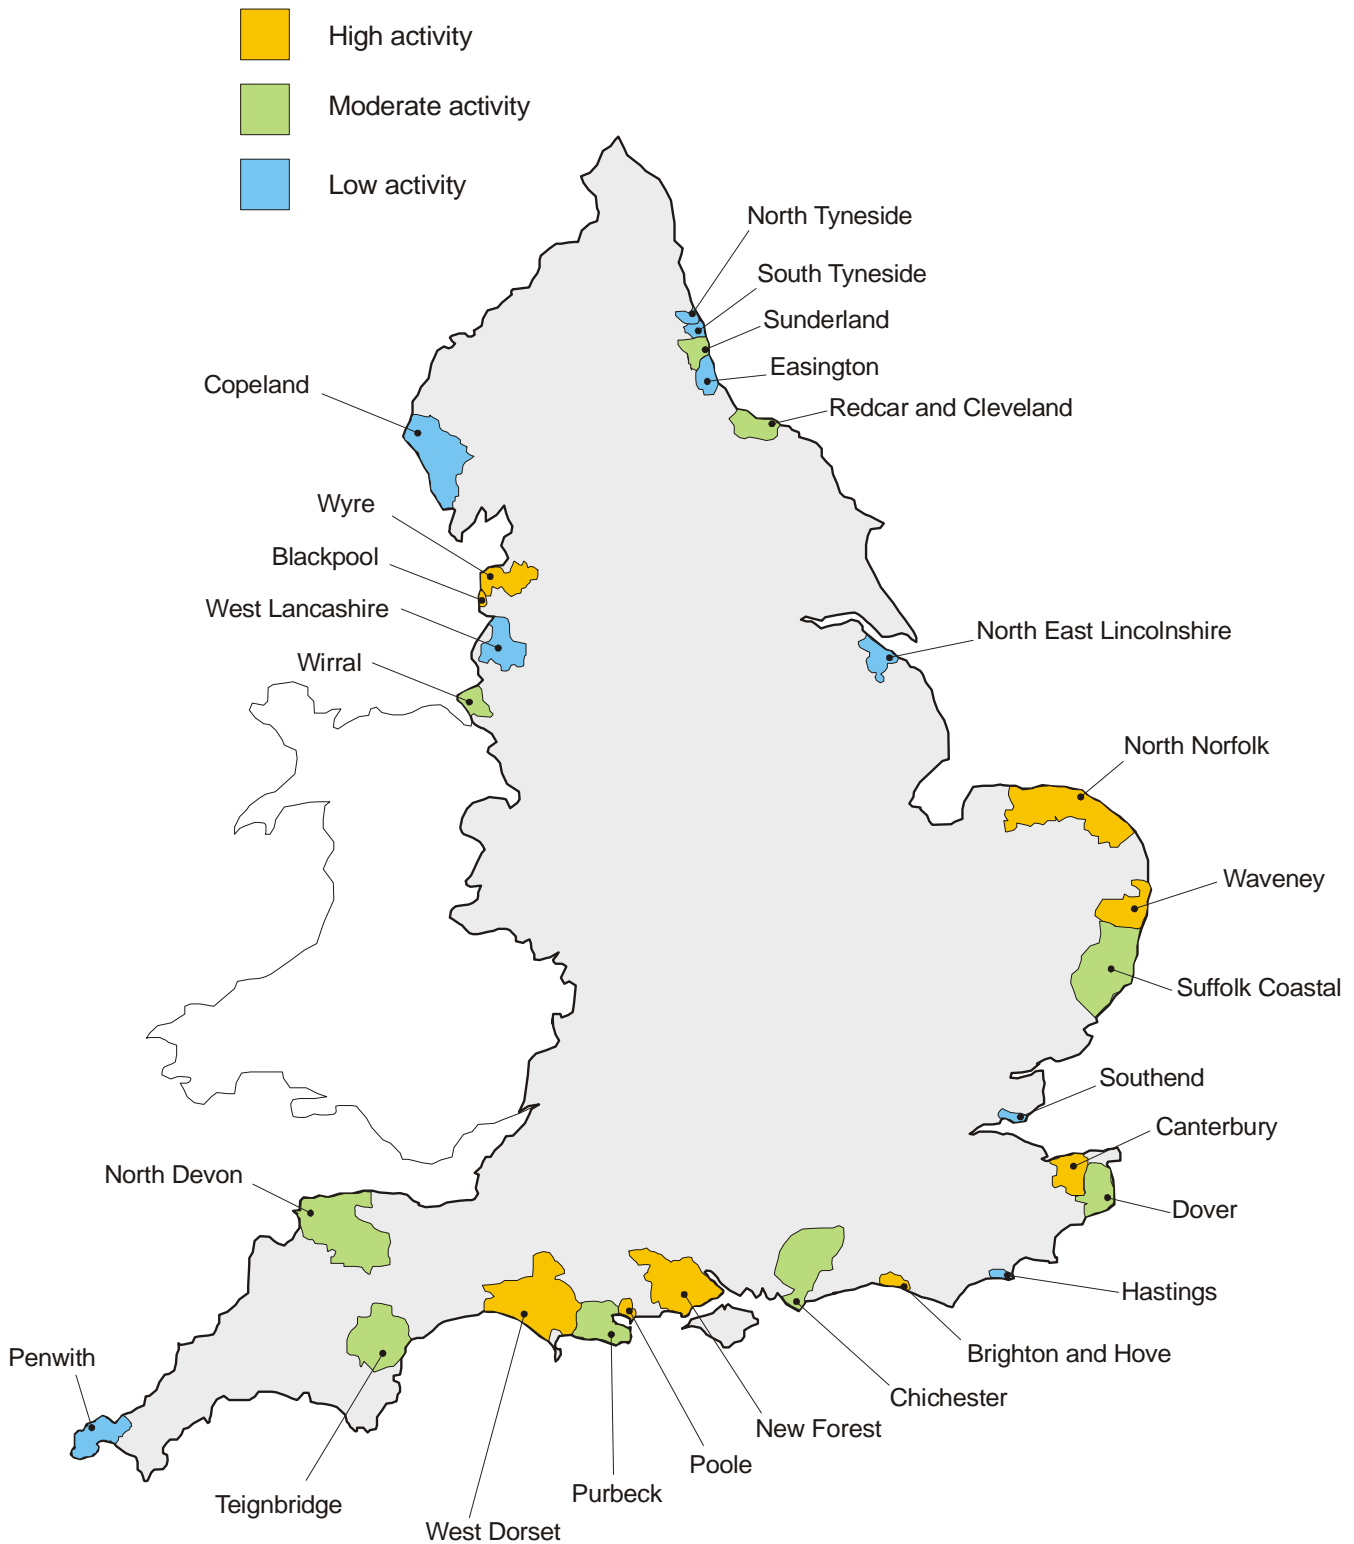 High activity
Moderate activity
Low activity
North Tyneside
South Tyneside
Sunderland
Easington
Redcar and Cleveland
Copeland
Wyre
Blackpool
West Lancashire
Wirral
North East Lincolnshire
North Norfolk
Waveney
Suffolk Coastal
Southend
Canterbury
Dover
Hastings
Brighton and Hove
Chichester
New Forest
Poole
Purbeck
West Dorset
Teignbridge
Penwith
North Devon